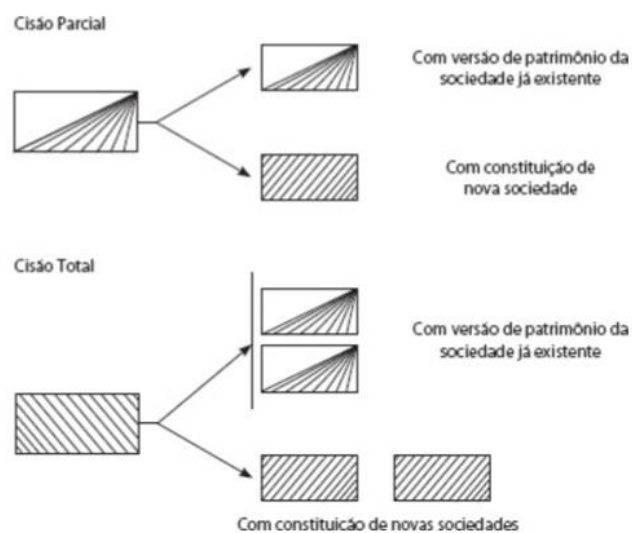 Cisão Parcial
Com versão de patrimônio da
sociedade já existente
Com constituição de
nova sociedade
Cisão Total
Com versão de patrimônio da
sociedade já existente
Com constituição de novas sociedades